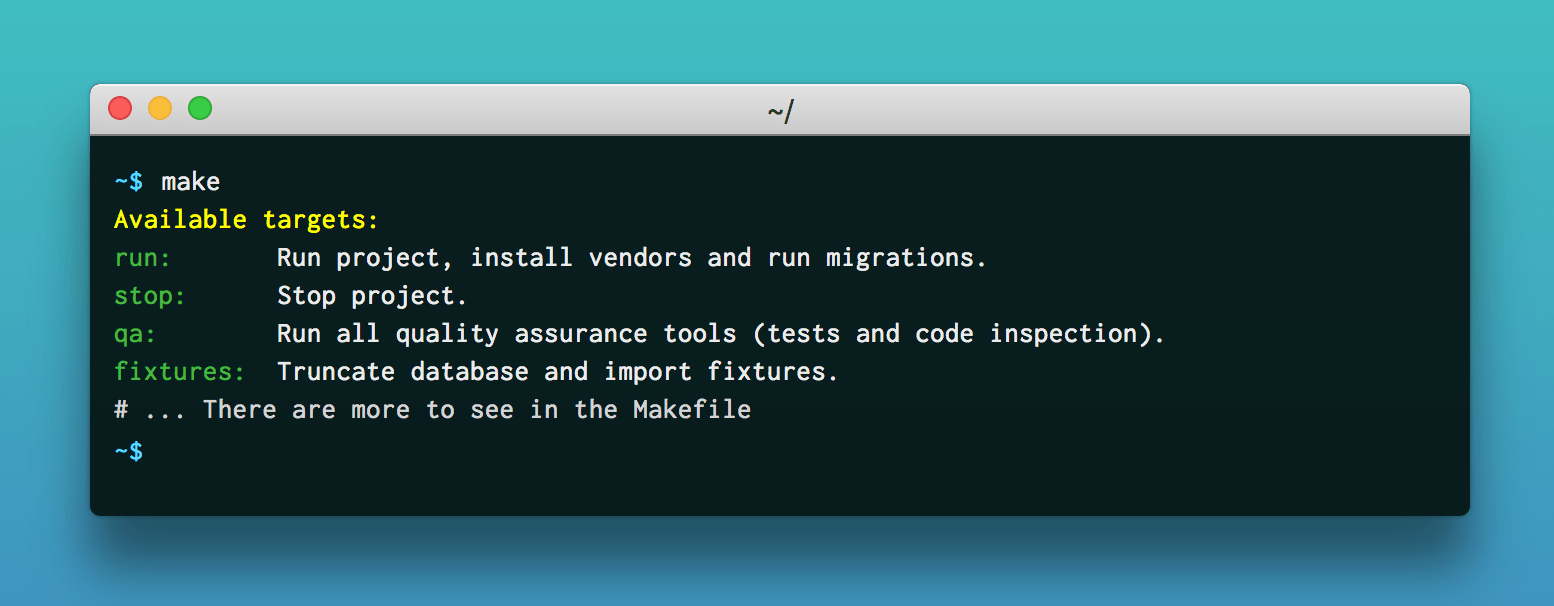 ~/
~$ make
Available targets:
run: Run project, install vendors and run migrations.
stop: Stop project.
qa: Run all quality assurance tools (tests and code inspection).
fixtures: Truncate database and import fixtures.
# ... There are more to see in the Makefile
~$